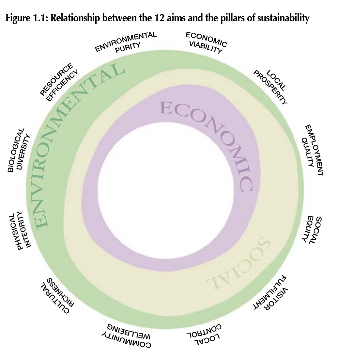 Figure 1.1: Relationship between the 12 aims and the pillars of sustainability
ENVIRONMENTAL
PURITY
ECONOMIC
VIABILITY
LOCAL
PROSPERITY
EMPLOYMENT
QUALITY
SOCIAL
EQUITY
VISITOR
FULFILMENT
LOCAL
CONTROL
COMMUNITY
WELLBEING
CULTURAL
RICHNESS
PHYSICAL
INTEGRITY
BIOLOGICAL
DIVERSITY
RESOURCE
EFFICIENCY
ENVIRONMENTAL
ECONOMIC
SOCIAL